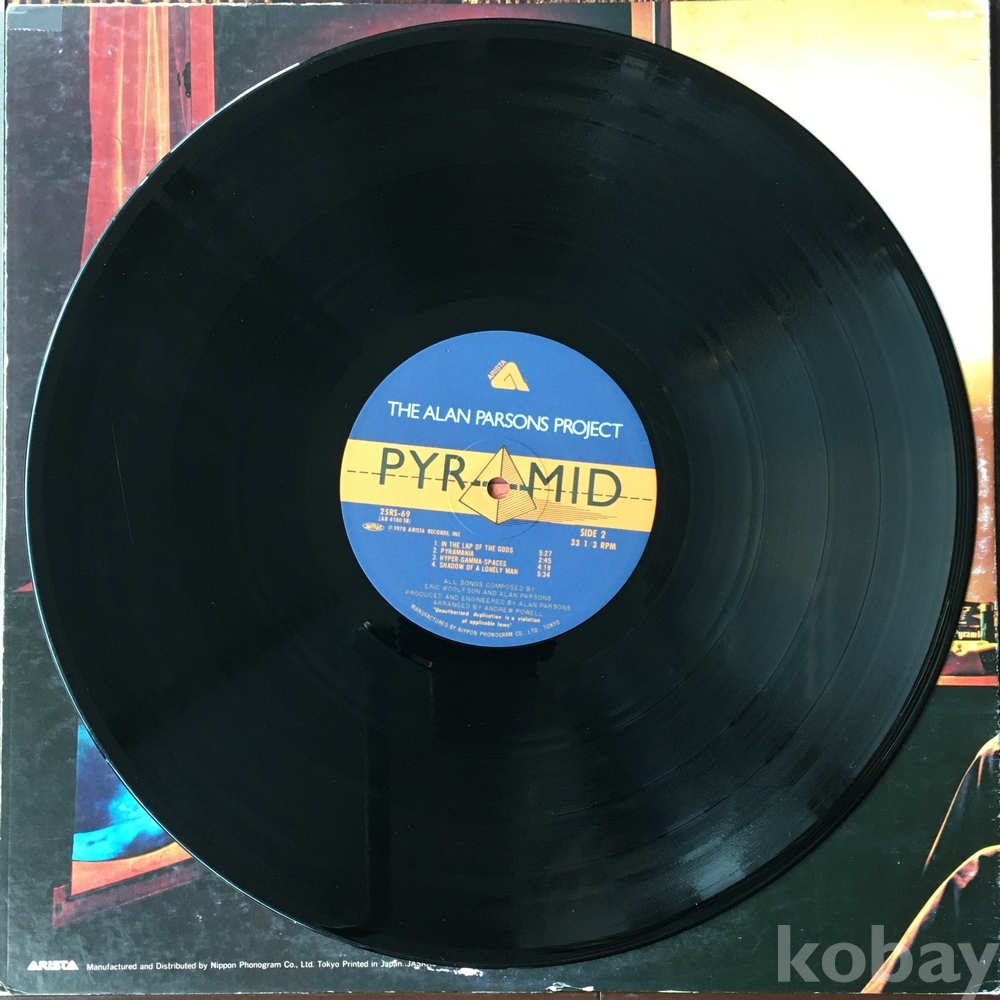 ARISTA
THE ALAN PARSONS PROJECT
PYR MID
25RS-69
(AB 4180 SB)
SIDE 2
℗ 1978 ARISTA RECORDS, INC
33 1/3 RPM
1. IN THE LAP OF THE GODS 5:27
2. PYRAMANIA 2:45
3. HYPER-GAMMA-SPACES 4:19
4. SHADOW OF A LONELY MAN 5:34
ALL SONGS COMPOSED BY
ERIC WOOLFSON AND ALAN PARSONS
PRODUCED AND ENGINEERED BY ALAN PARSONS
ARRANGED BY ANDREW POWELL
"Unauthorized duplication is a violation
of applicable laws"
MANUFACTURED BY NIPPON PHONOGRAM CO., LTD. TOKYO
ARISTA Manufactured and Distributed by Nippon Phonogram Co., Ltd. Tokyo Printed in Japan.
kobay